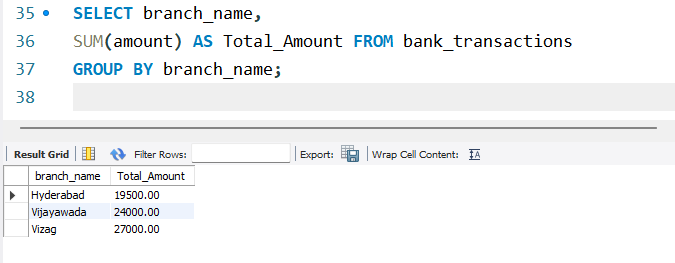 35 SELECT branch_name,
36 SUM(amount) AS Total_Amount FROM bank_transactions
37 GROUP BY branch_name;
38
Result Grid Filter Rows: Export: Wrap Cell Content:
branch_name Total_Amount
Hyderabad 19500.00
Vijayawada 24000.00
Vizag 27000.00